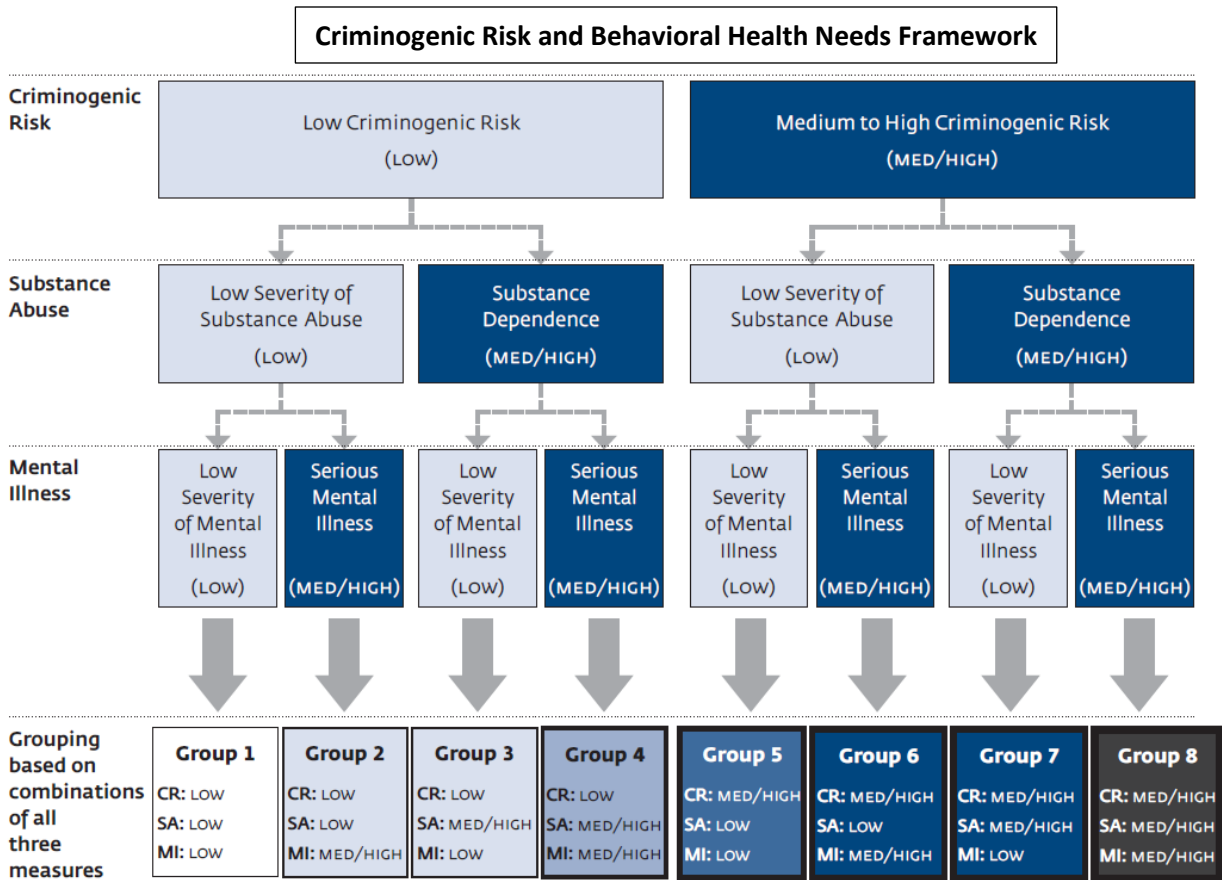 Criminogenic Risk and Behavioral Health Needs Framework
Criminogenic
Risk
Low Criminogenic Risk
(LOW)
Medium to High Criminogenic Risk
(MED/HIGH)
Substance
Abuse
Low Severity of
Substance Abuse
(LOW)
Substance
Dependence
(MED/HIGH)
Low Severity of
Substance Abuse
(LOW)
Substance
Dependence
(MED/HIGH)
Mental
Illness
Low
Severity
of Mental
Illness
(LOW)
Serious
Mental
Illness
(MED/HIGH)
Low
Severity
of Mental
Illness
(LOW)
Serious
Mental
Illness
(MED/HIGH)
Low
Severity
of Mental
Illness
(LOW)
Serious
Mental
Illness
(MED/HIGH)
Low
Severity
of Mental
Illness
(LOW)
Serious
Mental
Illness
(MED/HIGH)
Grouping
based on
combinations
of all
three
measures
Group 1
CR: LOW
SA: LOW
MI: LOW
Group 2
CR: LOW
SA: LOW
MI: MED/HIGH
Group 3
CR: LOW
SA: MED/HIGH
MI: LOW
Group 4
CR: LOW
SA: MED/HIGH
MI: MED/HIGH
Group 5
CR: MED/HIGH
SA: LOW
MI: LOW
Group 6
CR: MED/HIGH
SA: LOW
MI: MED/HIGH
Group 7
CR: MED/HIGH
SA: MED/HIGH
MI: LOW
Group 8
CR: MED/HIGH
SA: MED/HIGH
MI: MED/HIGH